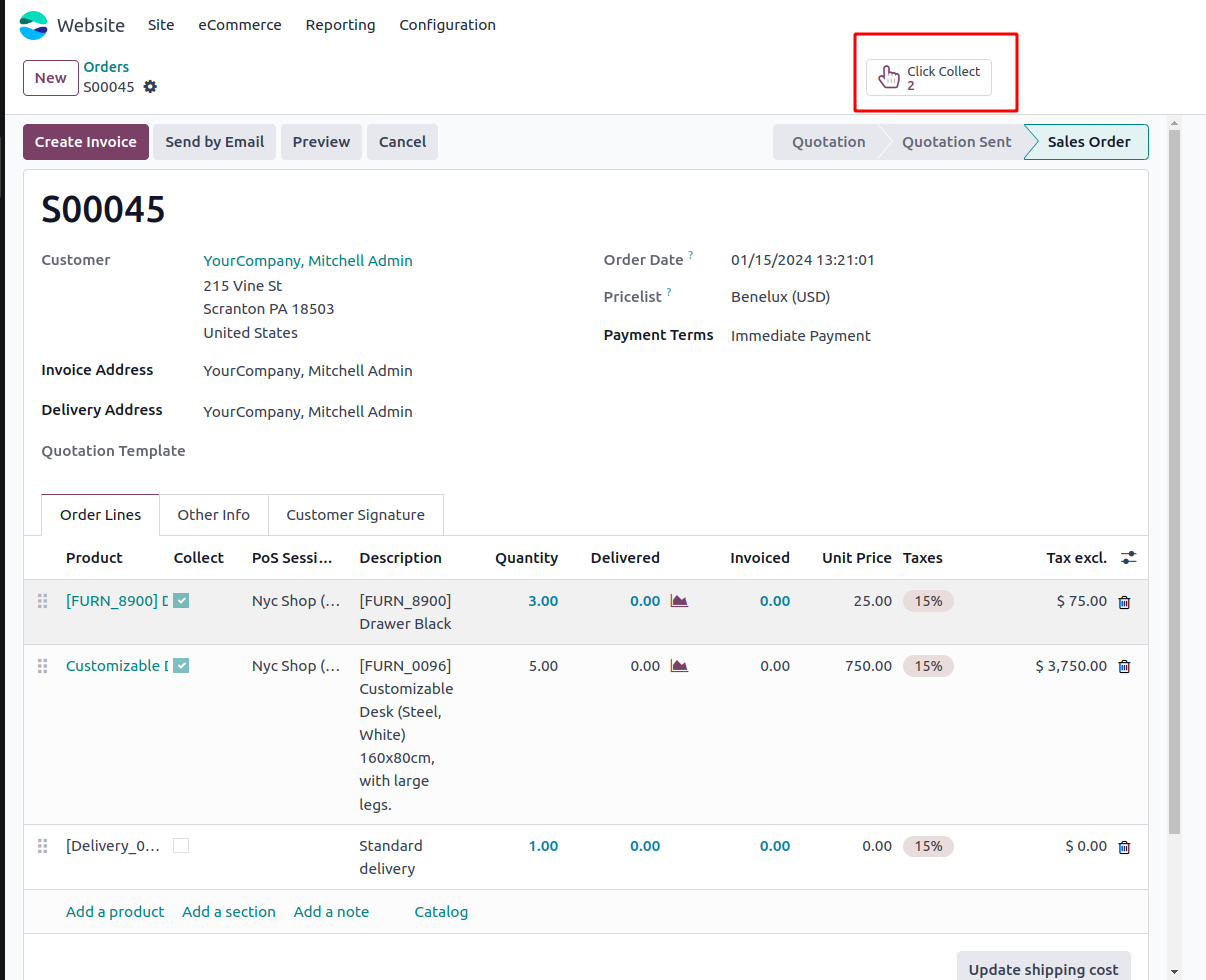 Website Site eCommerce Reporting Configuration
New
Orders
S00045
Click Collect
2
Create Invoice Send by Email Preview Cancel Quotation Quotation Sent Sales Order
S00045
Customer YourCompany, Mitchell Admin
215 Vine St
Scranton PA 18503
United States
Order Date ? 01/15/2024 13:21:01
Pricelist ? Benelux (USD)
Payment Terms Immediate Payment
Invoice Address YourCompany, Mitchell Admin
Delivery Address YourCompany, Mitchell Admin
Quotation Template
Order Lines Other Info Customer Signature
Product Collect PoS Sessi... Description Quantity Delivered Invoiced Unit Price Taxes Tax excl.
[FURN_8900] D Nyc Shop (... [FURN_8900] 3.00 0.00 0.00 25.00 15% $ 75.00
Drawer Black
Customizable D Nyc Shop (... [FURN_0096] 5.00 0.00 0.00 750.00 15% $ 3,750.00
Customizable
Desk (Steel,
White)
160x80cm,
with large
legs.
[Delivery_0... Standard 1.00 0.00 0.00 0.00 15% $ 0.00
delivery
Add a product Add a section Add a note Catalog
Update shipping cost